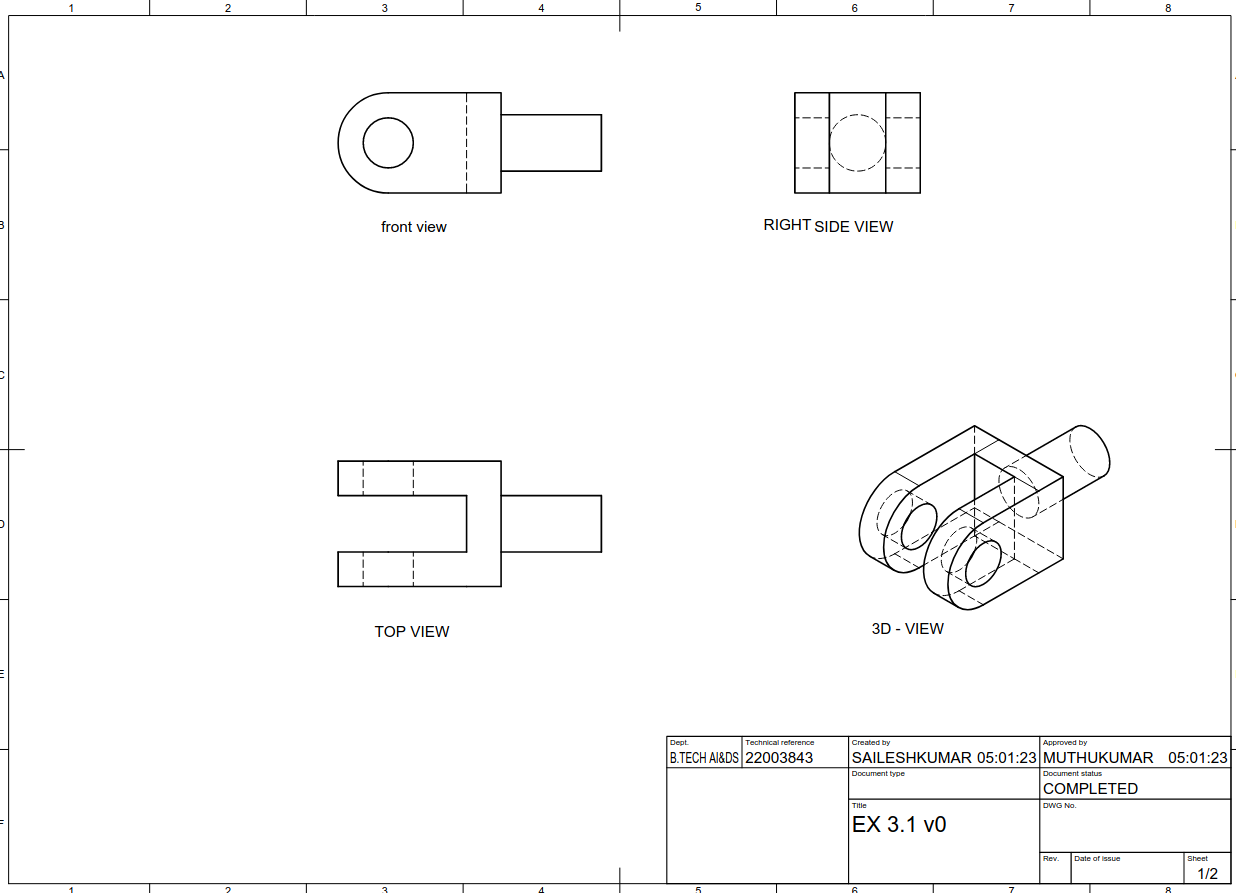 1 2 3 4 5 6 7 8
A
B
front view
RIGHT SIDE VIEW
C
D
TOP VIEW
3D - VIEW
E
Dept. Technical reference Created by Approved by
B.TECH AI&DS 22003843 SAILESHKUMAR 05:01:23 MUTHUKUMAR 05:01:23
Document type Document status
COMPLETED
Title DWG No.
EX 3.1 v0
F
Rev. Date of issue Sheet
1/2
1 2 3 4 5 6 7 8